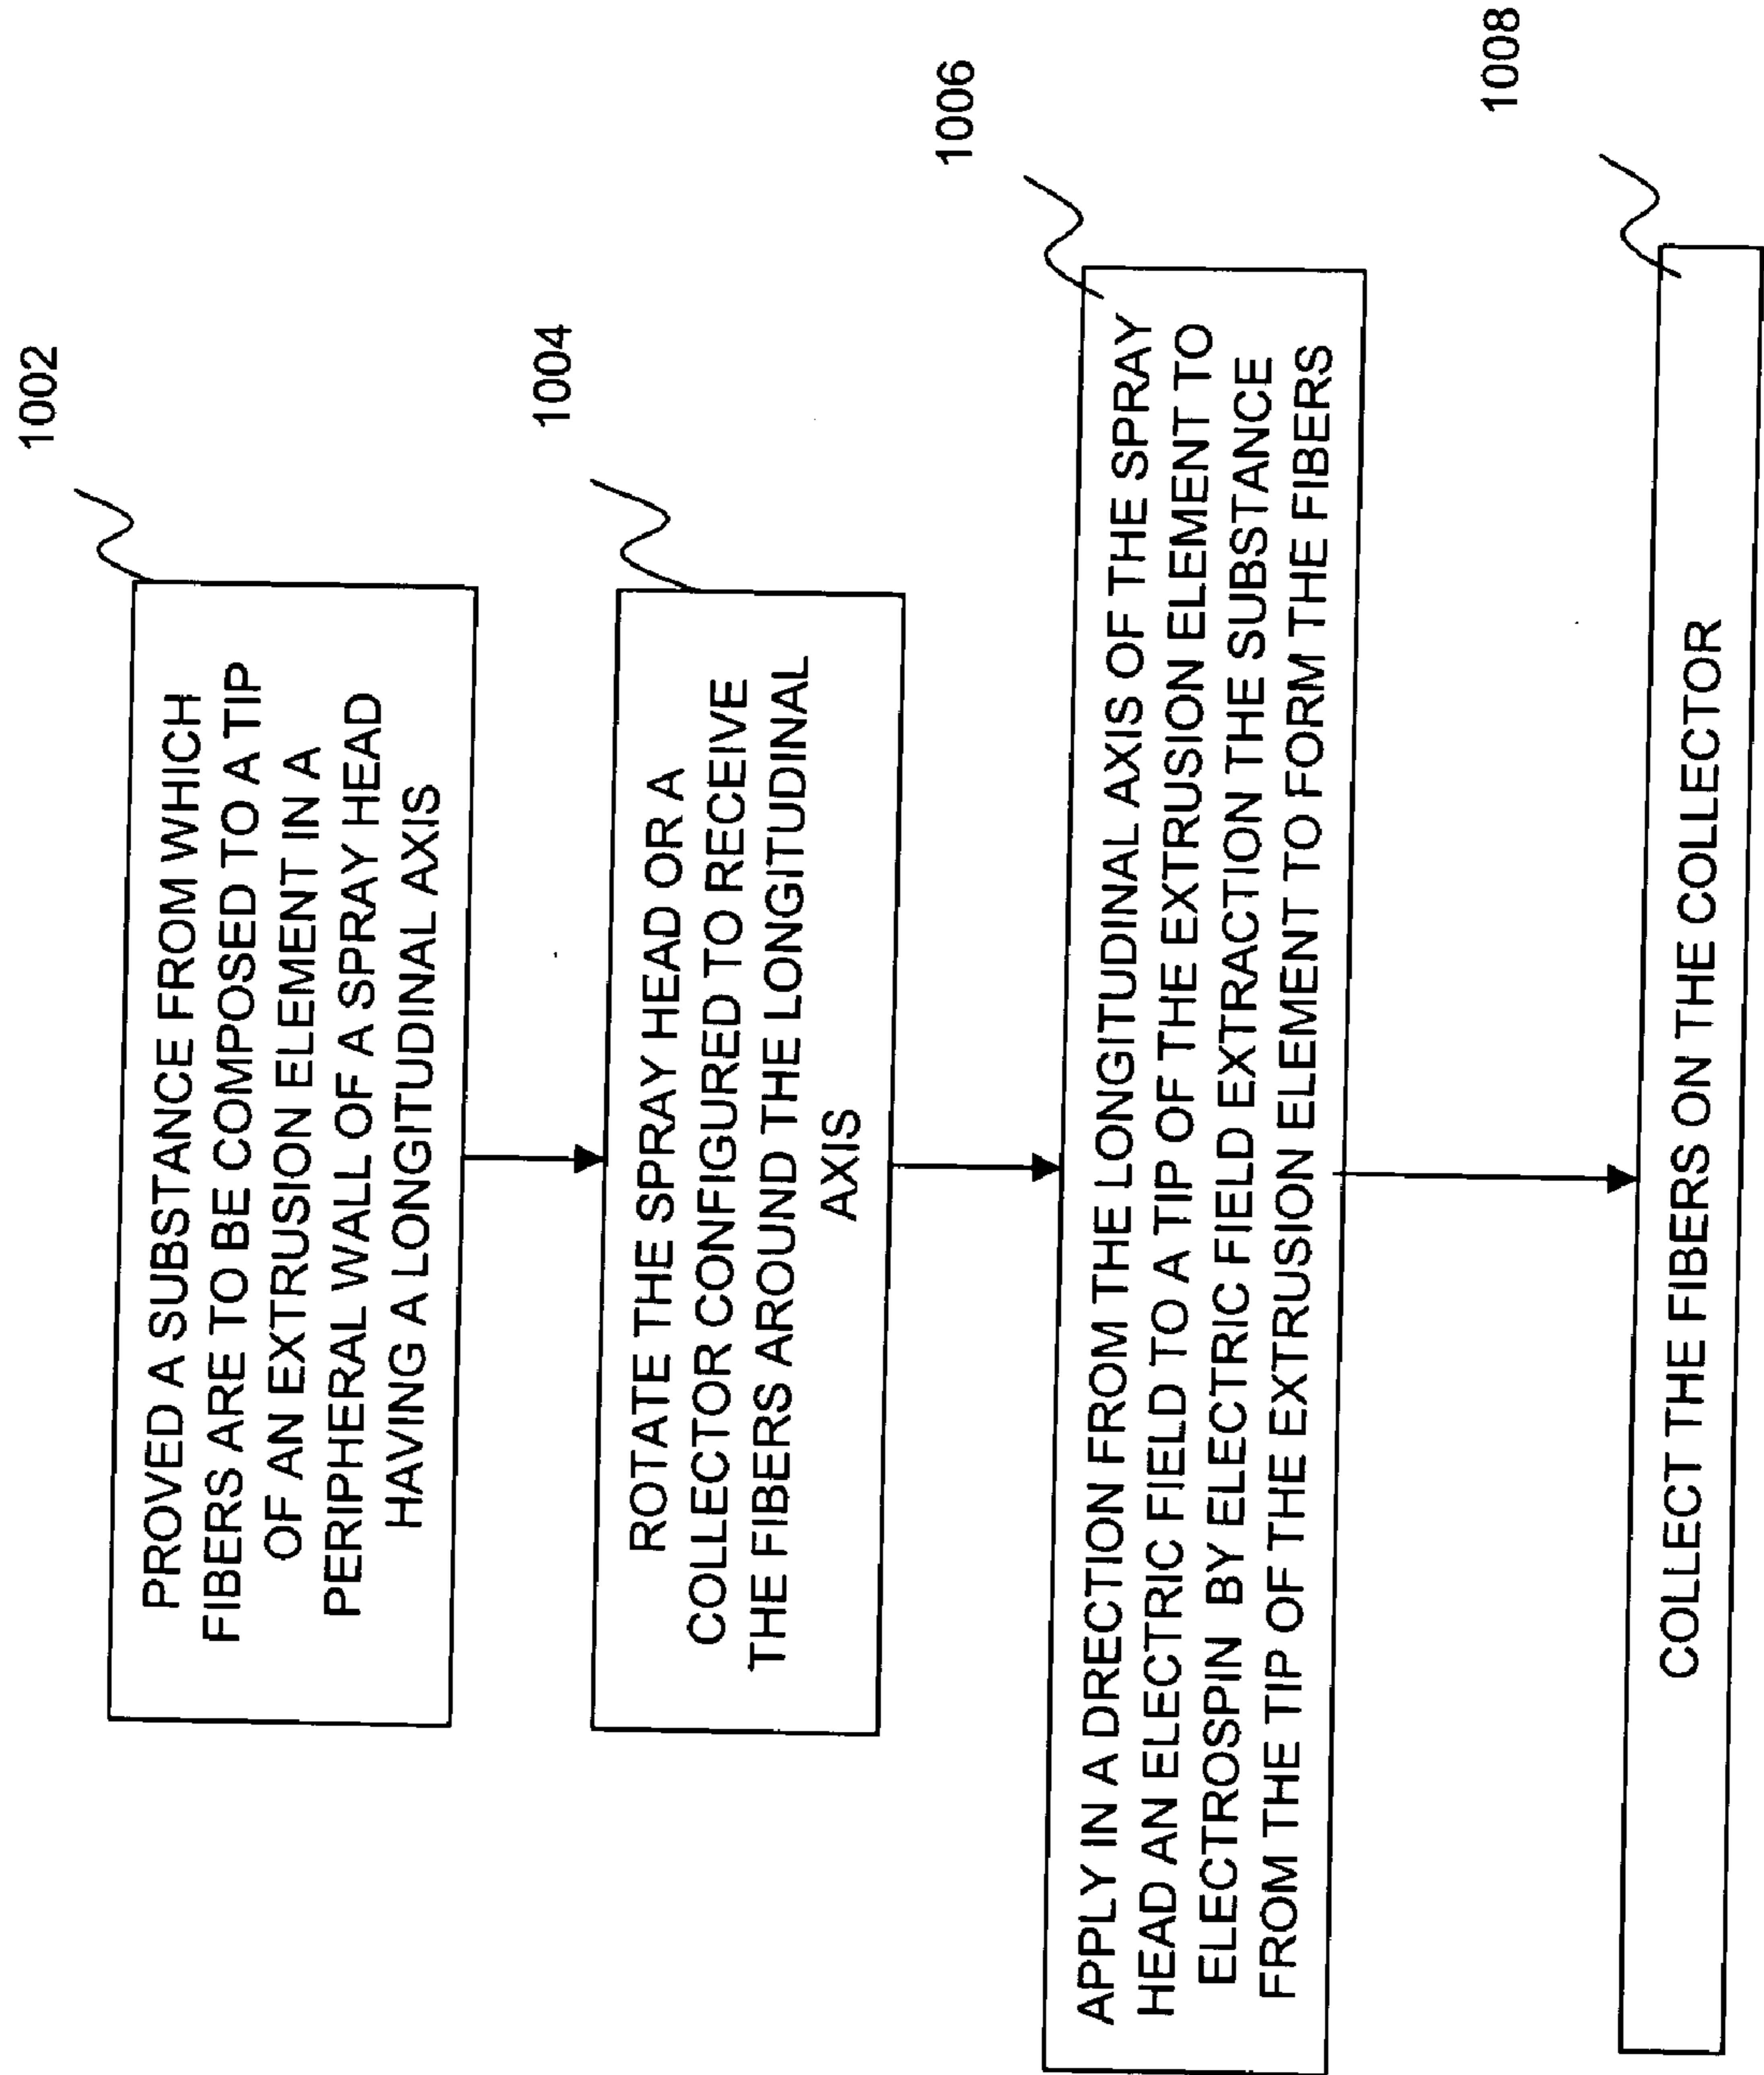 1002
PROVED A SUBSTANCE FROM WHICH
FIBERS ARE TO BE COMPOSED TO A TIP
OF AN EXTRUSION ELEMENT IN A
PERIPHERAL WALL OF A SPRAY HEAD
HAVING A LONGITUDINAL AXIS
1004
ROTATE THE SPRAY HEAD OR A
COLLECTOR CONFIGURED TO RECEIVE
THE FIBERS AROUND THE LONGITUDINAL
AXIS
1006
APPLY IN A DRECTION FROM THE LONGITUDINAL AXIS OF THE SPRAY
HEAD AN ELECTRIC FIELD TO A TIP OF THE EXTRUSION ELEMENT TO
ELECTROSPIN BY ELECTRIC FIELD EXTRACTION THE SUBSTANCE
FROM THE TIP OF THE EXTRUSION ELEMENT TO FORM THE FIBERS
1008
COLLECT THE FIBERS ON THE COLLECTOR